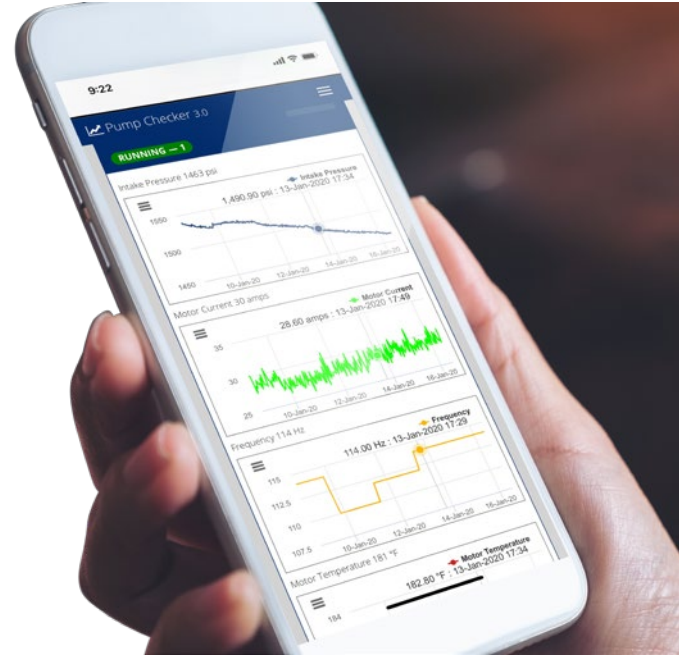 9:22
Pump Checker 3.0
RUNNING — 1
Intake Pressure 1463 psi
Intake Pressure
1,490.90 psi : 13-Jan-2020 17:34
1550
1500
1450
10-Jan-20 12-Jan-20 14-Jan-20 16-Jan-20
Motor Current 30 amps
Motor Current
28.60 amps : 13-Jan-2020 17:49
35
30
25
10-Jan-20 12-Jan-20 14-Jan-20 16-Jan-20
Frequency 114 Hz
Frequency
114.00 Hz : 13-Jan-2020 17:29
115
112.5
110
107.5
10-Jan-20 12-Jan-20 14-Jan-20 16-Jan-20
Motor Temperature 181 °F
Motor Temperature
182.80 °F : 13-Jan-2020 17:34
184